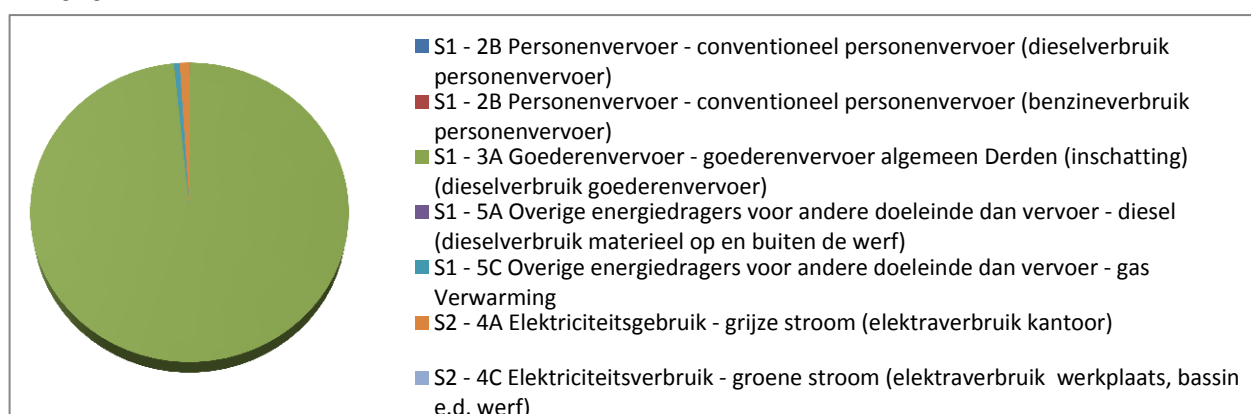 S1 - 2B Personenvervoer - conventioneel personenvervoer (dieselverbruik
personenvervoer)
S1 - 2B Personenvervoer - conventioneel personenvervoer (benzineverbruik
personenvervoer)
S1 - 3A Goederenvervoer - goederenvervoer algemeen Derden (inschatting)
(dieselverbruik goederenvervoer)
S1 - 5A Overige energiedragers voor andere doeleinde dan vervoer - diesel
(dieselverbruik materieel op en buiten de werf)
S1 - 5C Overige energiedragers voor andere doeleinde dan vervoer - gas
Verwarming
S2 - 4A Elektriciteitsgebruik - grijze stroom (elektraverbruik kantoor)
S2 - 4C Elektriciteitsverbruik - groene stroom (elektraverbruik werkplaats, bassin
e.d. werf)